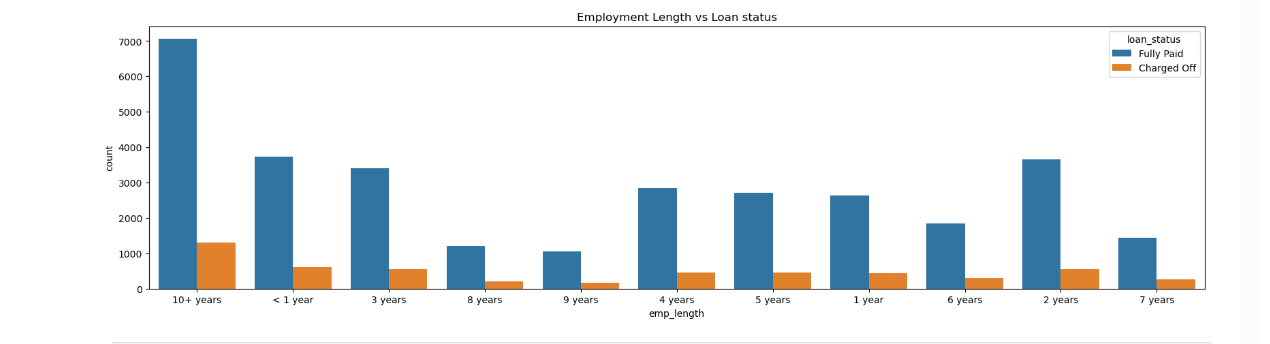 Employment Length vs Loan status
7000
6000
5000
4000
3000
2000
1000
0
count
loan_status
Fully Paid
Charged Off
10+ years < 1 year 3 years 8 years 9 years 4 years 5 years 1 year 6 years 2 years 7 years
emp_length